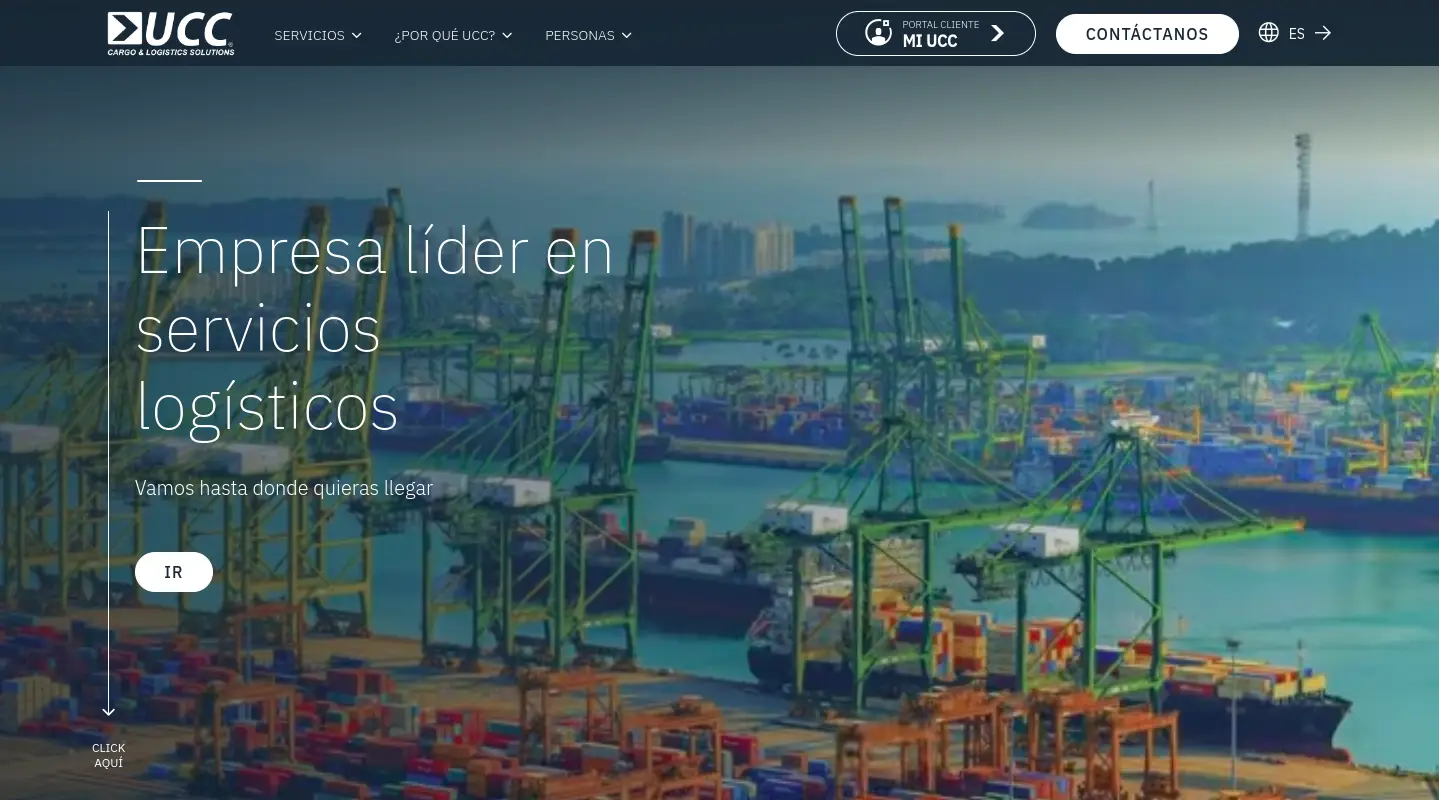 UCC
CARGO & LOGISTICS SOLUTIONS
SERVICIOS
¿POR QUÉ UCC?
PERSONAS
PORTAL CLIENTE
MI UCC
CONTÁCTANOS
ES
Empresa líder en
servicios
logísticos
Vamos hasta donde quieras llegar
IR
CLICK
AQUÍ